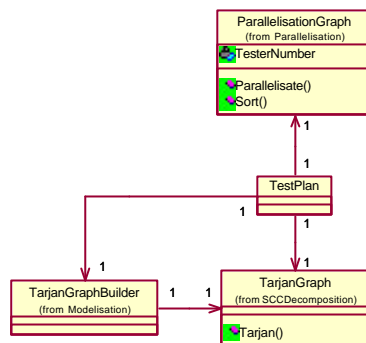 ParallelisationGraph
(from Parallelisation)
TesterNumber
Parallelisate()
Sort()
1
1
TestPlan
1
1
1
1
TarjanGraphBuilder
(from Modelisation)
1
1
TarjanGraph
(from SCCDecomposition)
Tarjan()